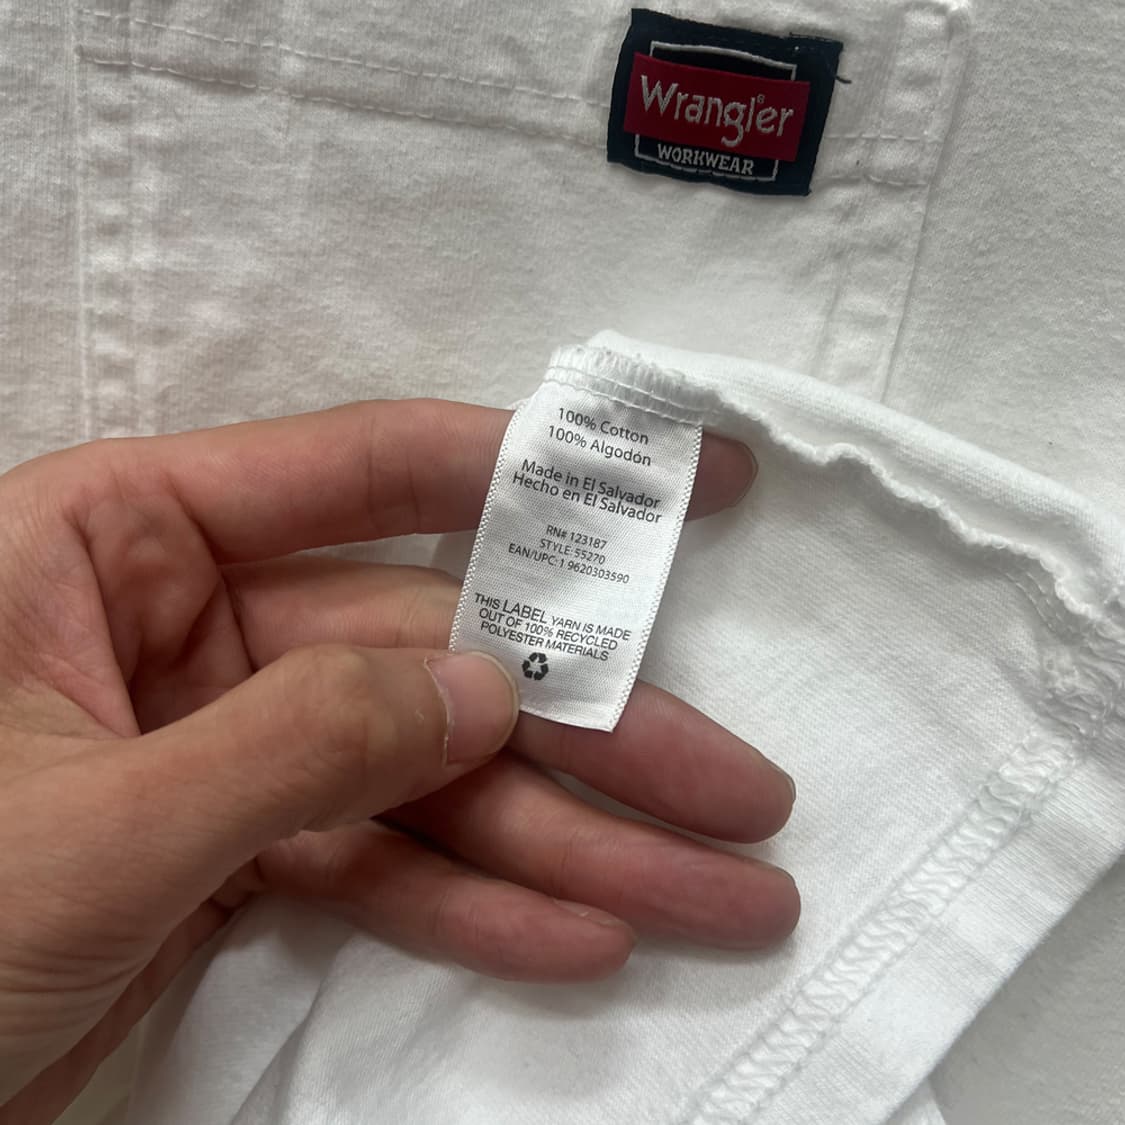 Wrangler®
WORKWEAR
100% Cotton
100% Algodón
Made in El Salvador
Hecho en El Salvador
RN# 123187
STYLE: 55270
EAN/UPC: 1 9620303590
THIS LABEL YARN IS MADE
OUT OF 100% RECYCLED
POLYESTER MATERIALS